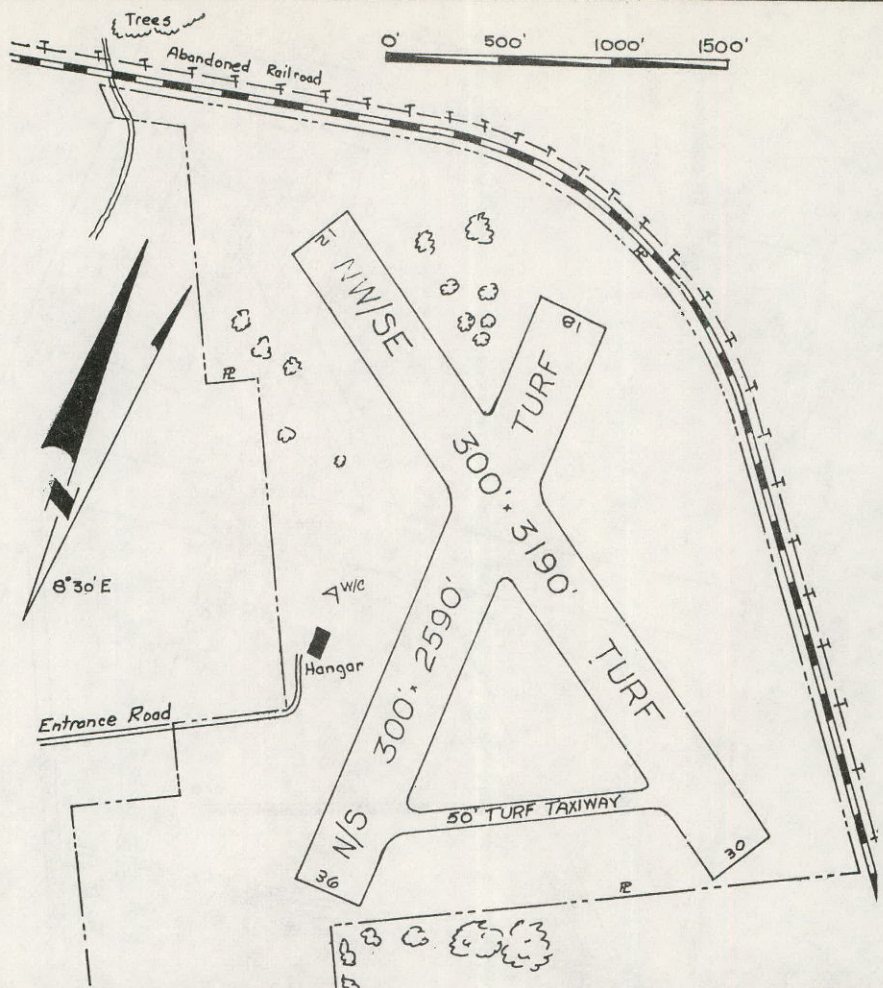 Trees
Abandoned Railroad
0' 500' 1000' 1500'
PL
12
NW/SE
18
TURF
PL
300' x 3190'
8°30'E
W/C
Hangar
300' x 2590'
TURF
Entrance Road
N/S
50' TURF TAXIWAY
30
36
PL